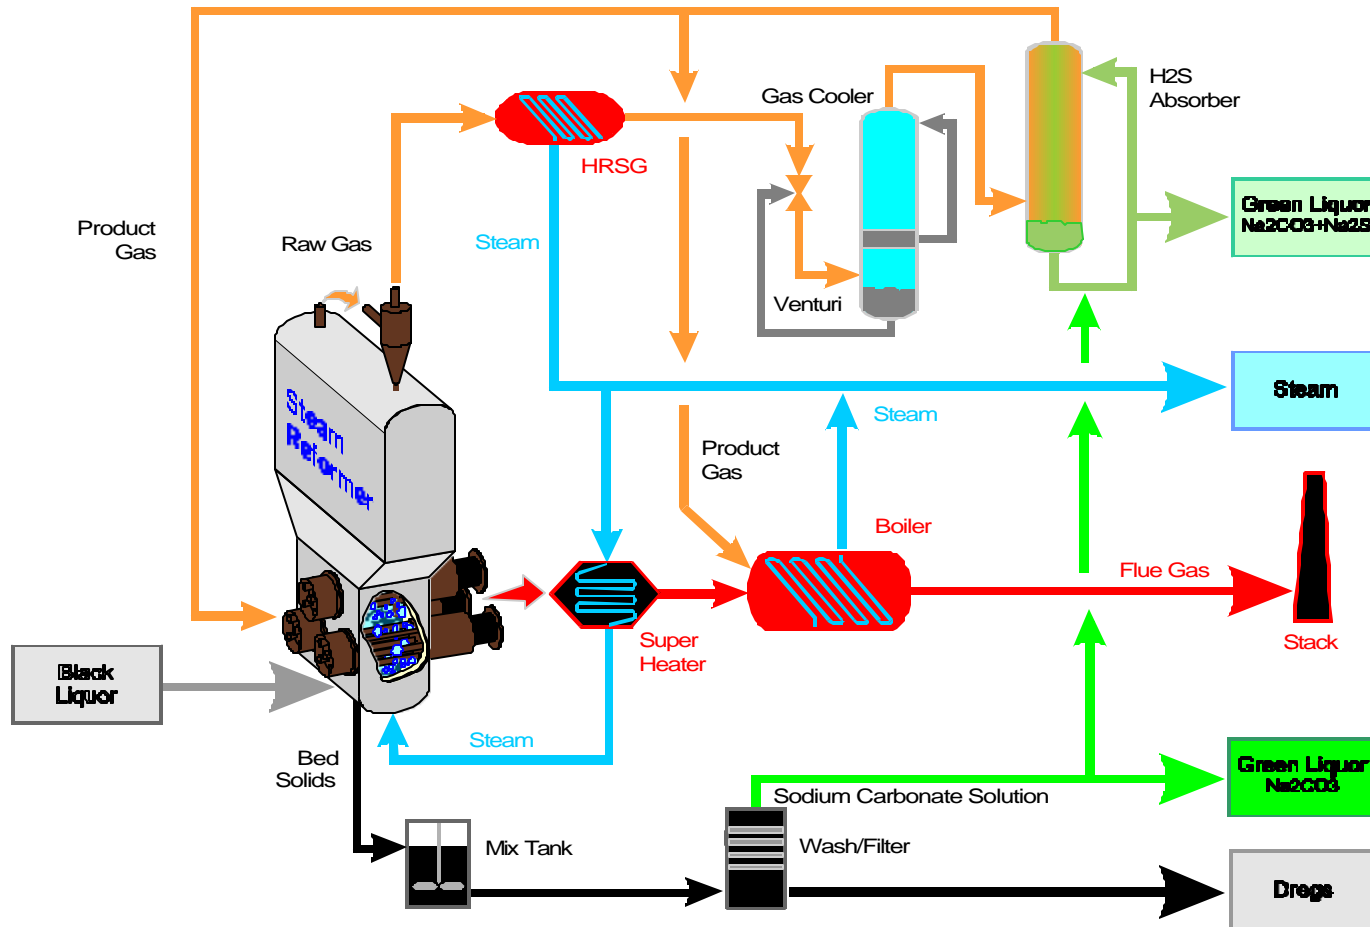 H2S
Absorber
Gas Cooler
HRSG
Green Liquor
Na2CO3+Na2S
Product
Gas
Raw Gas
Steam
Venturi
Steam
Reformer
Steam
Steam
Product
Gas
Boiler
Flue Gas
Stack
Super
Heater
Black
Liquor
Steam
Bed
Solids
Green Liquor
Na2CO3
Sodium Carbonate Solution
Mix Tank
Wash/Filter
Dregs